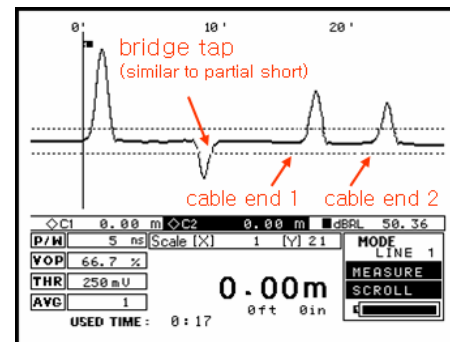 0' 10' 20'
bridge tap
(similar to partial short)
cable end 1 cable end 2
◇C1 0.00 m ◇C2 0.00 m ■dBRL 50.36
P/W 5 ns Scale [X] 1 [Y] 21 MODE
LINE 1
VOP 66.7 %
MEASURE
THR 250mV
SCROLL
0.00m
AVG 1
0ft 0in
USED TIME: 0:17